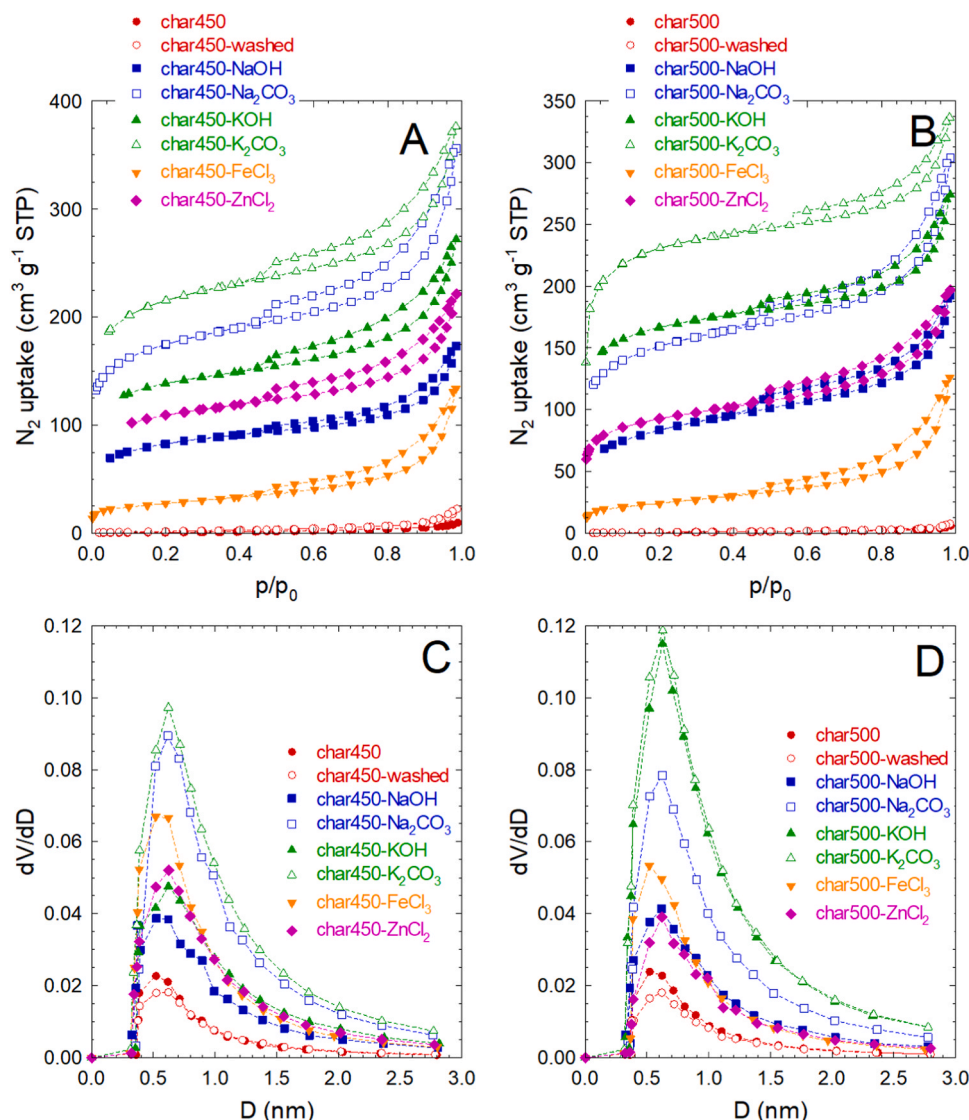 char450
char450-washed
char450-NaOH
char450-Na₂CO₃
char450-KOH
char450-K₂CO₃
char450-FeCl₃
char450-ZnCl₂
A
400
300
200
100
0
N₂ uptake (cm³ g⁻¹ STP)
0.0 0.2 0.4 0.6 0.8 1.0
p/p₀
char500
char500-washed
char500-NaOH
char500-Na₂CO₃
char500-KOH
char500-K₂CO₃
char500-FeCl₃
char500-ZnCl₂
B
350
300
250
200
150
100
50
0
N₂ uptake (cm³ g⁻¹ STP)
0.0 0.2 0.4 0.6 0.8 1.0
p/p₀
C
0.12
0.10
0.08
0.06
0.04
0.02
0.00
dV/dD
char450
char450-washed
char450-NaOH
char450-Na₂CO₃
char450-KOH
char450-K₂CO₃
char450-FeCl₃
char450-ZnCl₂
0.0 0.5 1.0 1.5 2.0 2.5 3.0
D (nm)
D
0.12
0.10
0.08
0.06
0.04
0.02
0.00
dV/dD
char500
char500-washed
char500-NaOH
char500-Na₂CO₃
char500-KOH
char500-K₂CO₃
char500-FeCl₃
char500-ZnCl₂
0.0 0.5 1.0 1.5 2.0 2.5 3.0
D (nm)